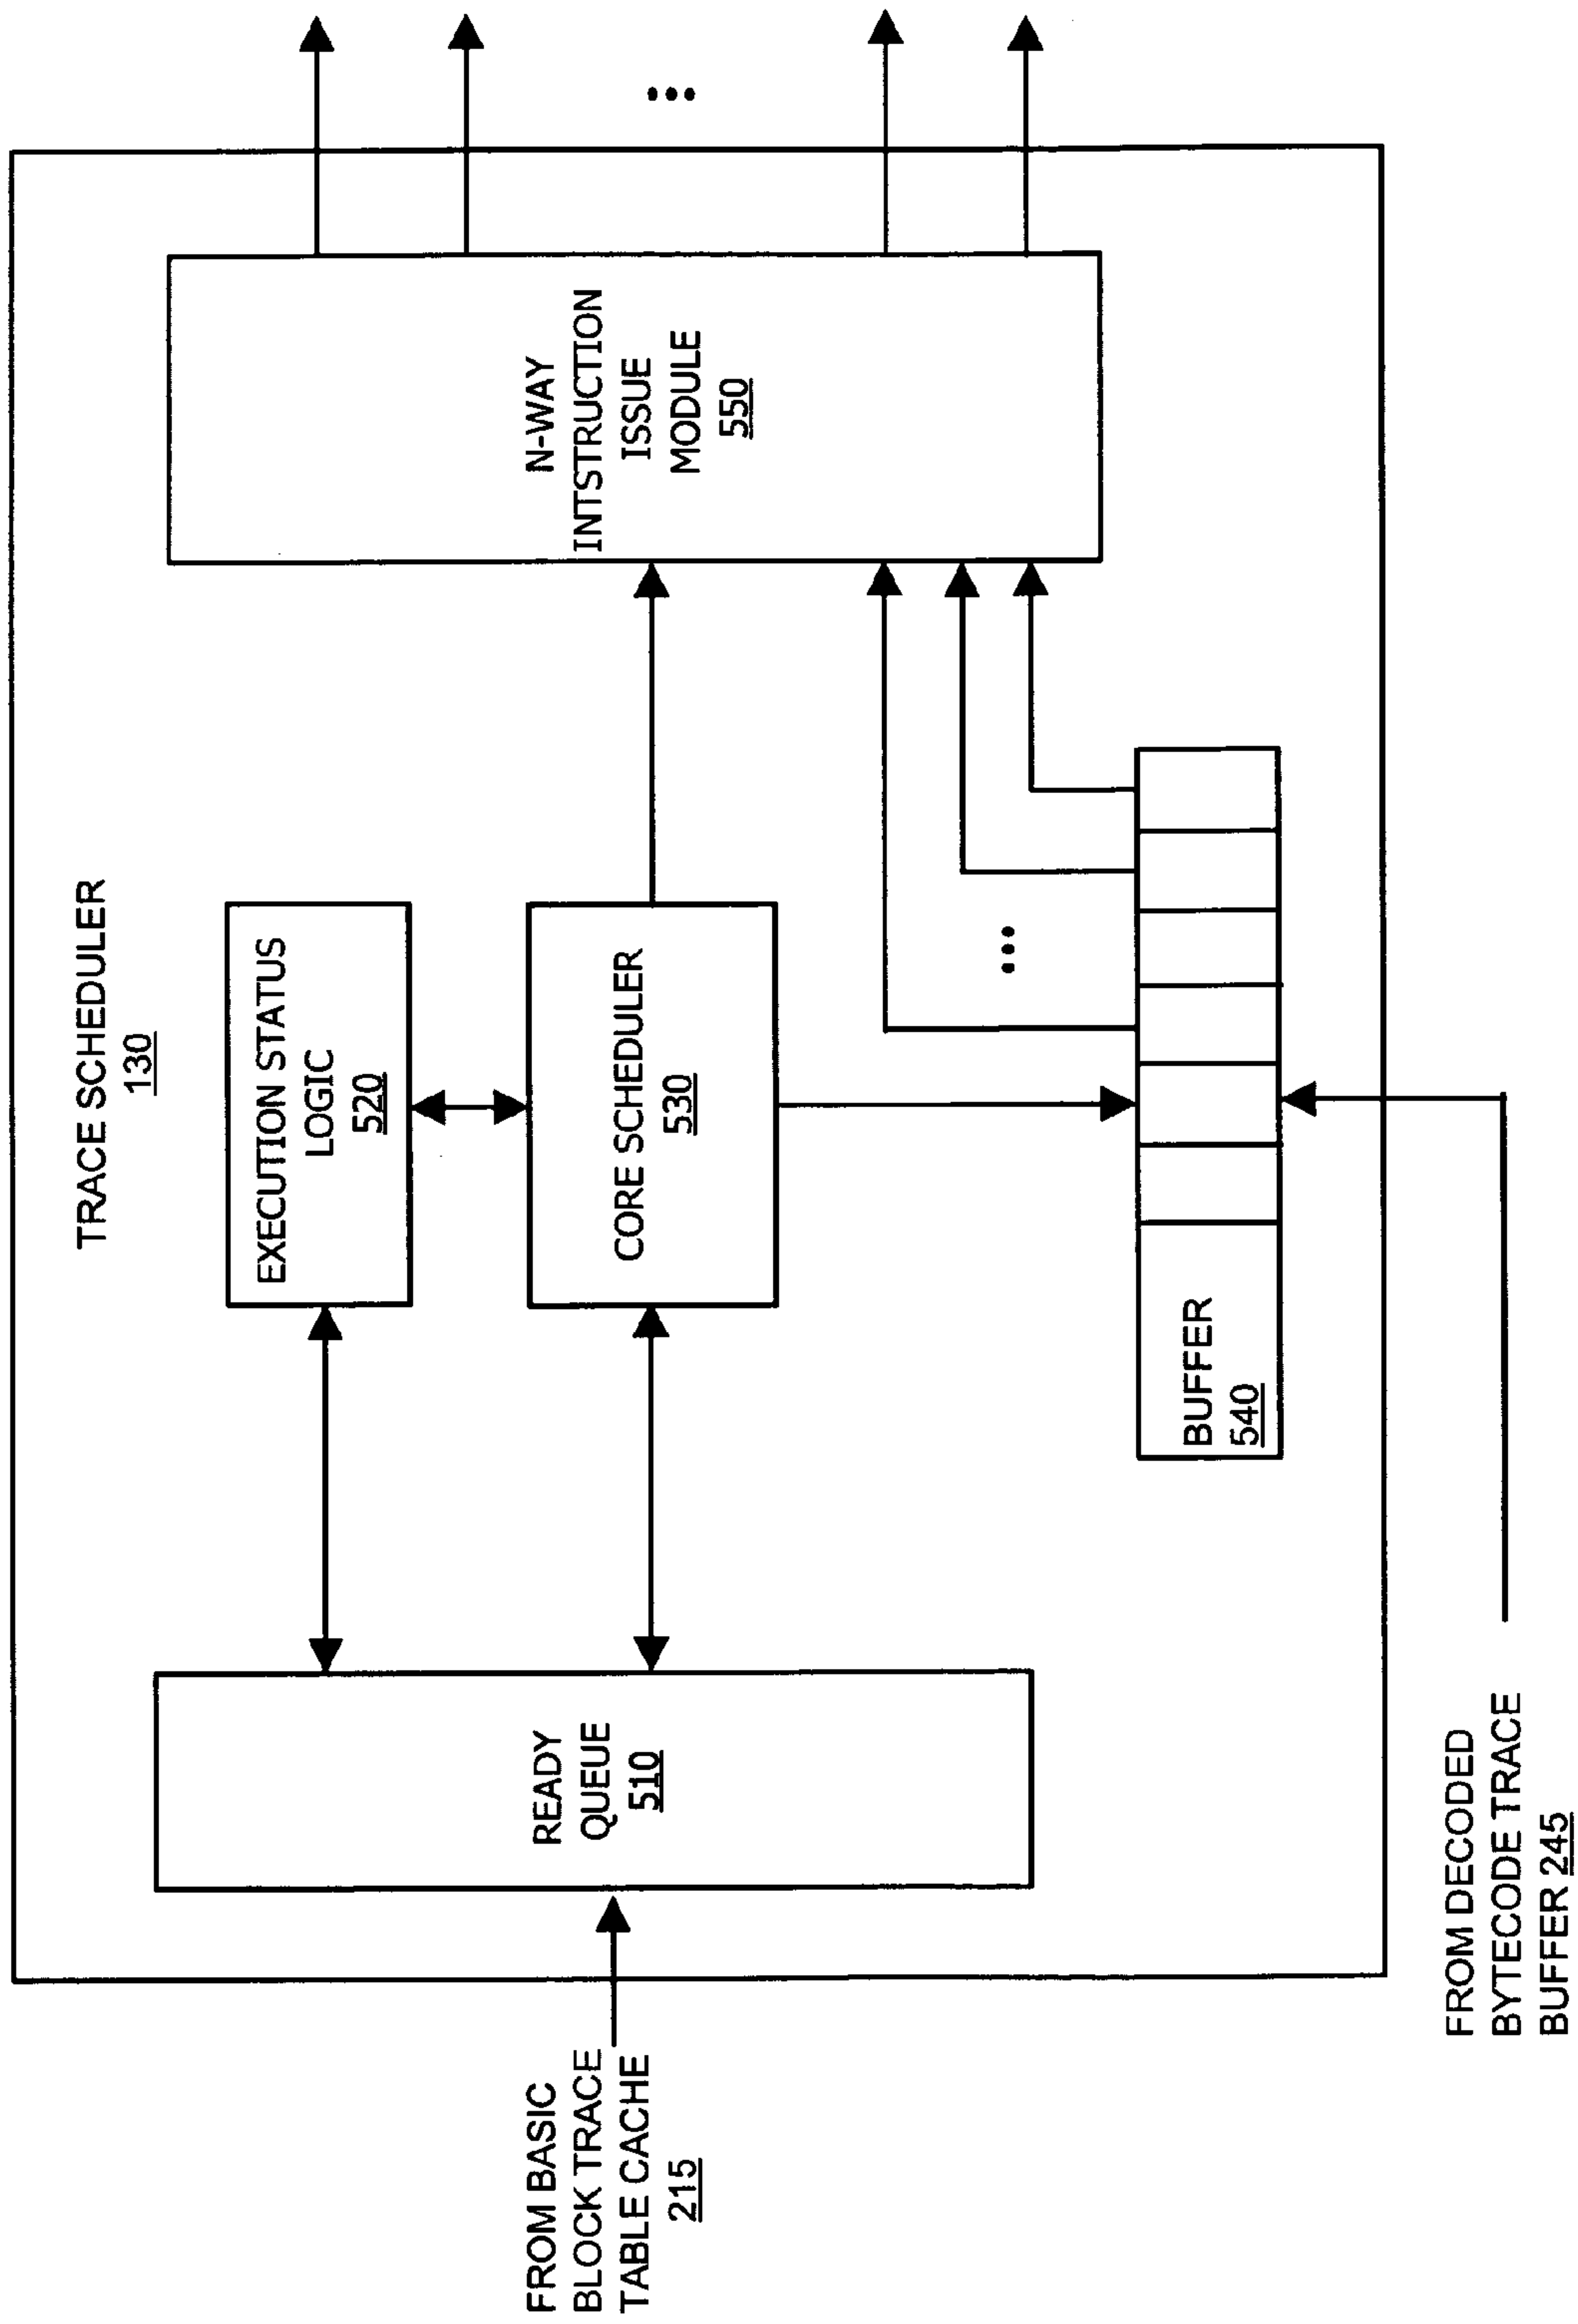 TRACE SCHEDULER
130
EXECUTION STATUS
LOGIC
520
CORE SCHEDULER
530
READY
QUEUE
510
N-WAY
INTSTRUCTION
ISSUE
MODULE
550
BUFFER
540
FROM BASIC
BLOCK TRACE
TABLE CACHE
215
FROM DECODED
BYTECODE TRACE
BUFFER 245